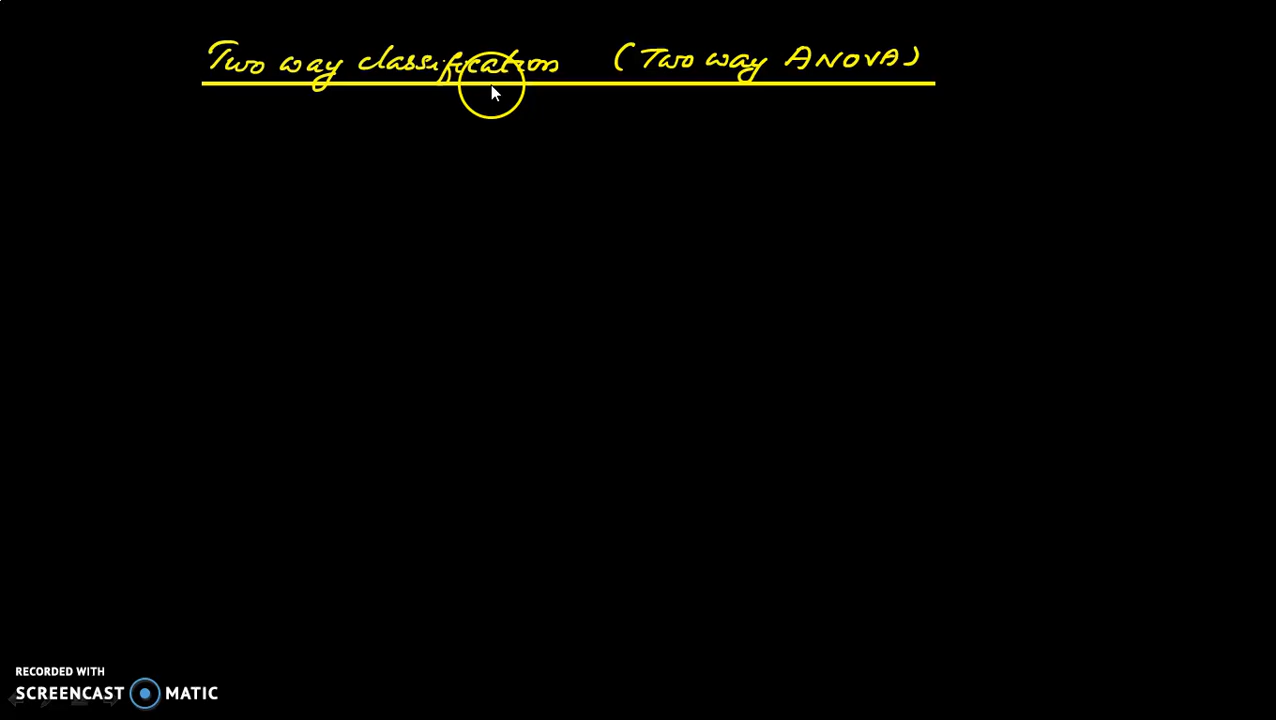 Two way classification (Two way ANOVA)
RECORDED WITH
SCREENCAST MATIC